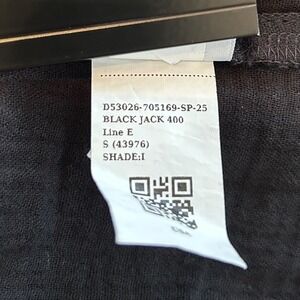 D53026-705169-SP-25
BLACK JACK 400
Line E
S (43976)
SHADE:I